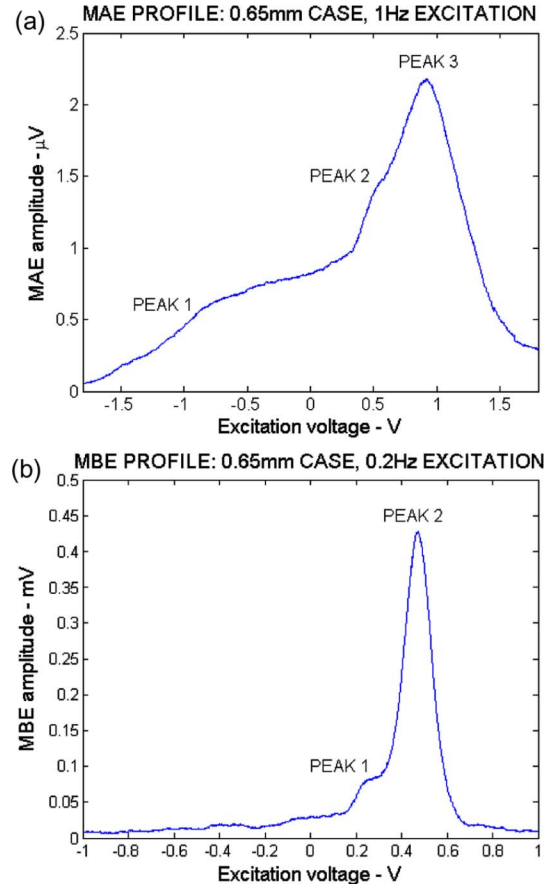 (a) MAE PROFILE: 0.65mm CASE, 1Hz EXCITATION
2.5
PEAK 3
2
PEAK 2
1.5
1
PEAK 1
0.5
0
MAE amplitude - µV
-1.5 -1 -0.5 0 0.5 1 1.5
Excitation voltage - V
(b) MBE PROFILE: 0.65mm CASE, 0.2Hz EXCITATION
0.5
PEAK 2
0.45
0.4
0.35
0.3
0.25
0.2
0.15
PEAK 1
0.1
0.05
0
MBE amplitude - mV
-1 -0.8 -0.6 -0.4 -0.2 0 0.2 0.4 0.6 0.8 1
Excitation voltage - V